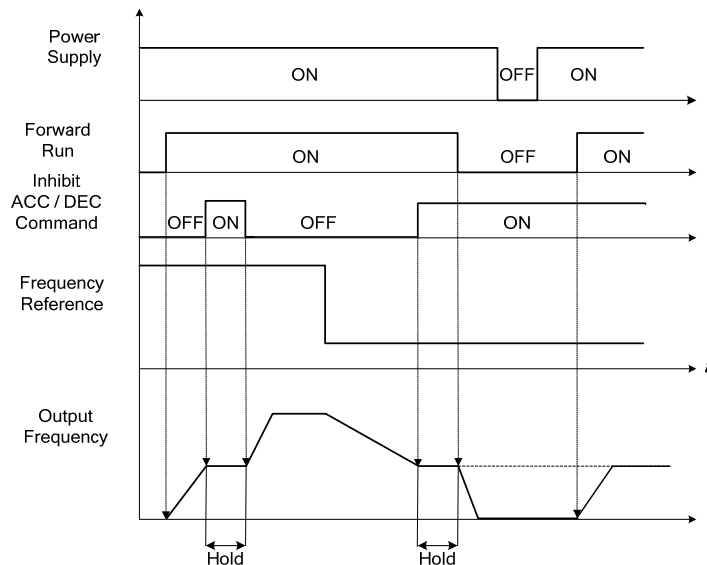 Power
Supply
ON
OFF
ON
Forward
Run
ON
OFF
ON
Inhibit
ACC / DEC
Command
OFF
ON
OFF
ON
Frequency
Reference
Output
Frequency
Hold
Hold